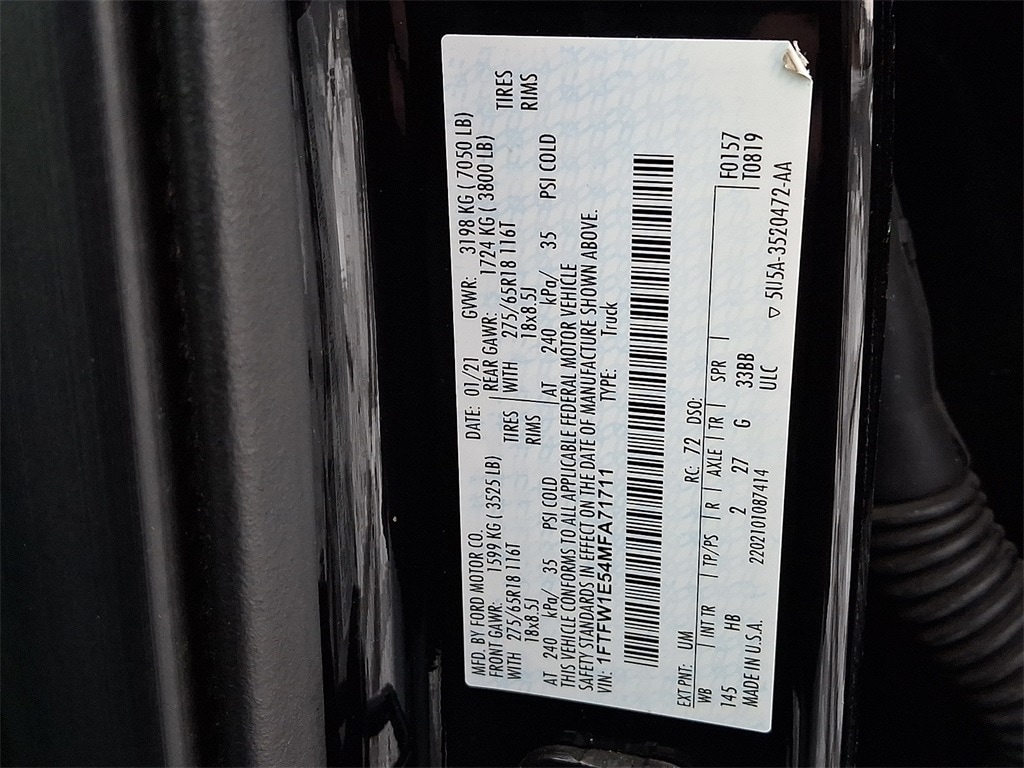 MFD. BY FORD MOTOR CO. DATE: 01/21 GVWR: 3198 KG ( 7050 LB)
FRONT GAWR: 1599 KG ( 3525 LB) REAR GAWR: 1724 KG ( 3800 LB)
WITH 275/65R18 116T TIRES WITH 275/65R18 116T TIRES
18x8.5J RIMS 18x8.5J RIMS
AT 240 kPa/ 35 PSI COLD AT 240 kPa/ 35 PSI COLD
THIS VEHICLE CONFORMS TO ALL APPLICABLE FEDERAL MOTOR VEHICLE
SAFETY STANDARDS IN EFFECT ON THE DATE OF MANUFACTURE SHOWN ABOVE.
VIN: 1FTFW1E54MFA71711 TYPE: Truck
EXT PNT: UM RC: 72 DSO:
WB INT TR TP/PS R AXLE TR SPR F0157
145 HB 2 27 G 33BB T0819
MADE IN U.S.A. 220210T087414 ULC ▽ 5U5A-3520472-AA